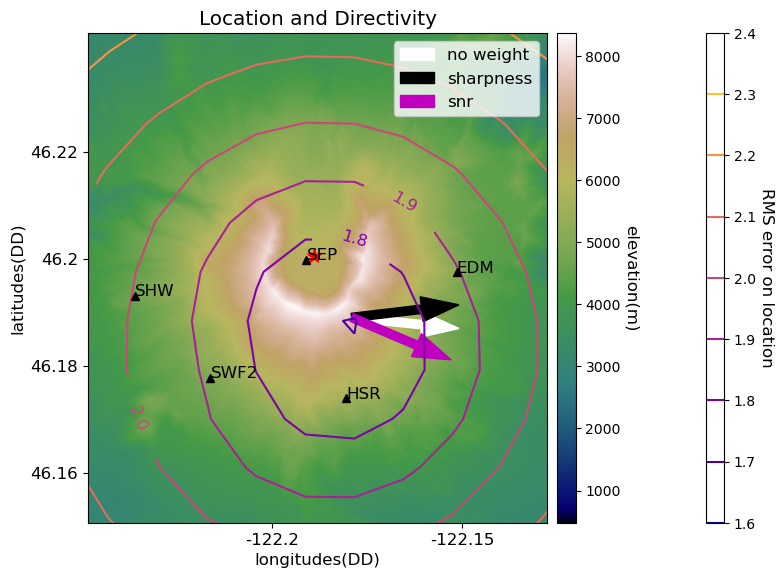 Location and Directivity
no weight
sharpness
snr
46.22
46.2
46.18
46.16
latitudes(DD)
-122.2
-122.15
longitudes(DD)
1.9
1.8
2.0
SEP
EDM
SHW
SWF2
HSR
8000
7000
6000
5000
4000
3000
2000
1000
elevation(m)
2.4
2.3
2.2
2.1
2.0
1.9
1.8
1.7
1.6
RMS error on location